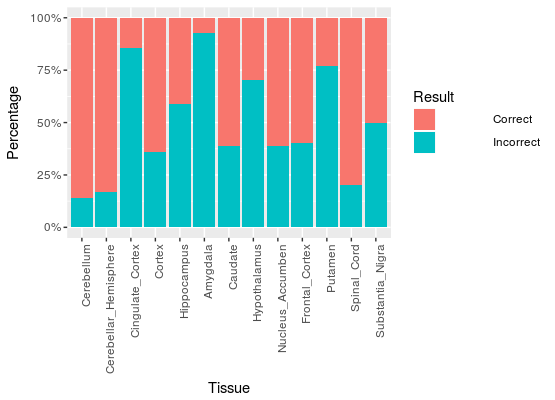 Percentage
100%
75%
50%
25%
0%
Cerebellum
Cerebellar_Hemisphere
Cingulate_Cortex
Cortex
Hippocampus
Amygdala
Caudate
Hypothalamus
Nucleus_Accumben
Frontal_Cortex
Putamen
Spinal_Cord
Substantia_Nigra
Tissue
Result
Correct
Incorrect